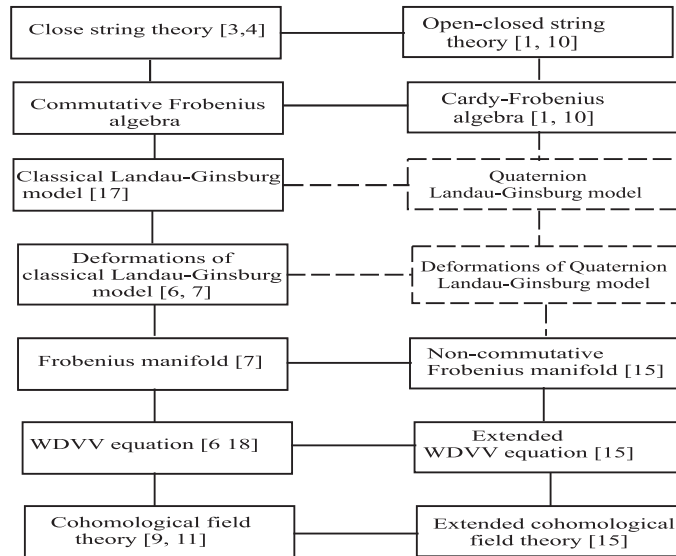 Close string theory [3,4]
Open-closed string
theory [1, 10]
Commutative Frobenius
algebra
Cardy-Frobenius
algebra [1, 10]
Classical Landau-Ginsburg
model [17]
Quaternion
Landau-Ginsburg model
Deformations of
classical Landau-Ginsburg
model [6, 7]
Deformations of Quaternion
Landau-Ginsburg model
Frobenius manifold [7]
Non-commutative
Frobenius manifold [15]
WDVV equation [6 18]
Extended
WDVV equation [15]
Cohomological field
theory [9, 11]
Extended cohomological
field theory [15]